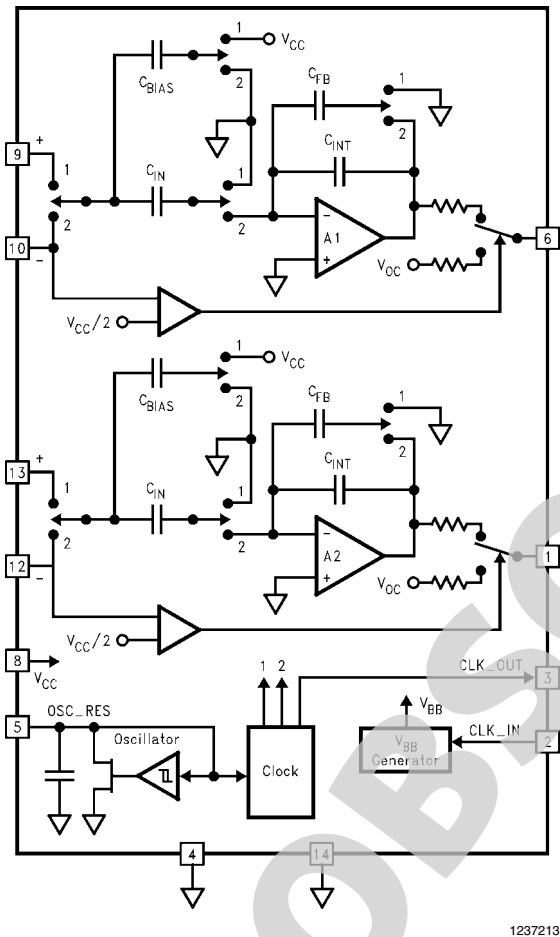 1
V_CC
C_BIAS
2
C_FB
1
2
9
+
1
C_IN
1
C_INT
2
2
-
A1
+
10
-
V_OC
6
V_CC/2
1
V_CC
C_BIAS
2
C_FB
1
2
13
+
1
C_IN
1
C_INT
2
2
-
A2
+
12
-
V_OC
1
V_CC/2
8
V_CC
1 2
CLK_OUT
3
5
OSC_RES
Oscillator
Clock
V_BB
V_BB
Generator
CLK_IN
2
4
14
OBSO
1237213